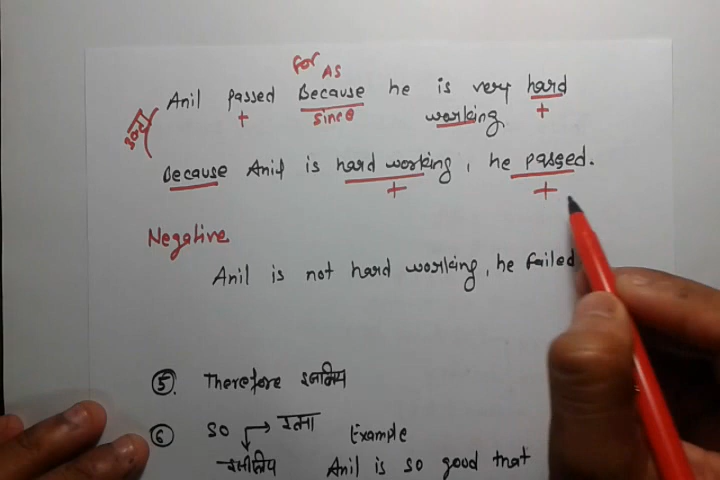 For As
Anil passed Because he is very hard
since working
Because Anil is hard working, he passed.
Negative
Anil is not hard working, he failed
5. Therefore इसलिए
6 so → इतना Example
इसलिए Anil is so good that